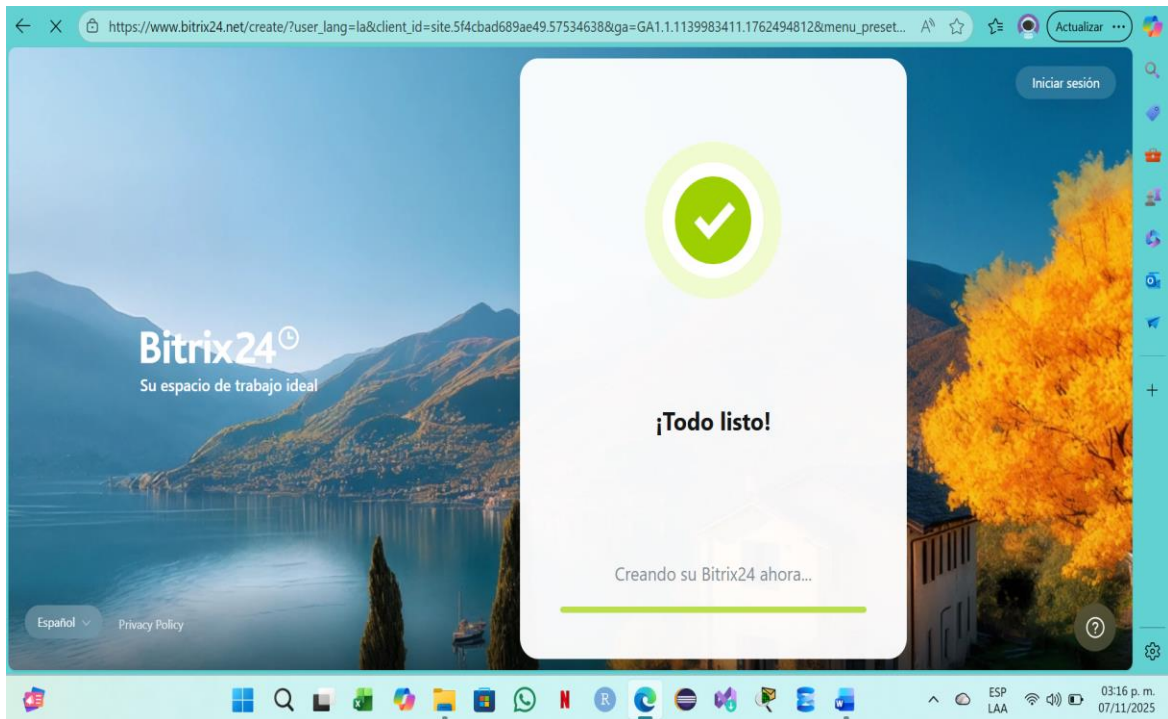 https://www.bitrix24.net/create/?user_lang=la&client_id=site.5f4cbad689ae49.57534638&ga=GA1.1.1139983411.1762494812&menu_preset...
Actualizar
Iniciar sesión
Bitrix24
Su espacio de trabajo ideal
¡Todo listo!
Creando su Bitrix24 ahora...
Español
Privacy Policy
ESP
LAA
03:16 p. m.
07/11/2025